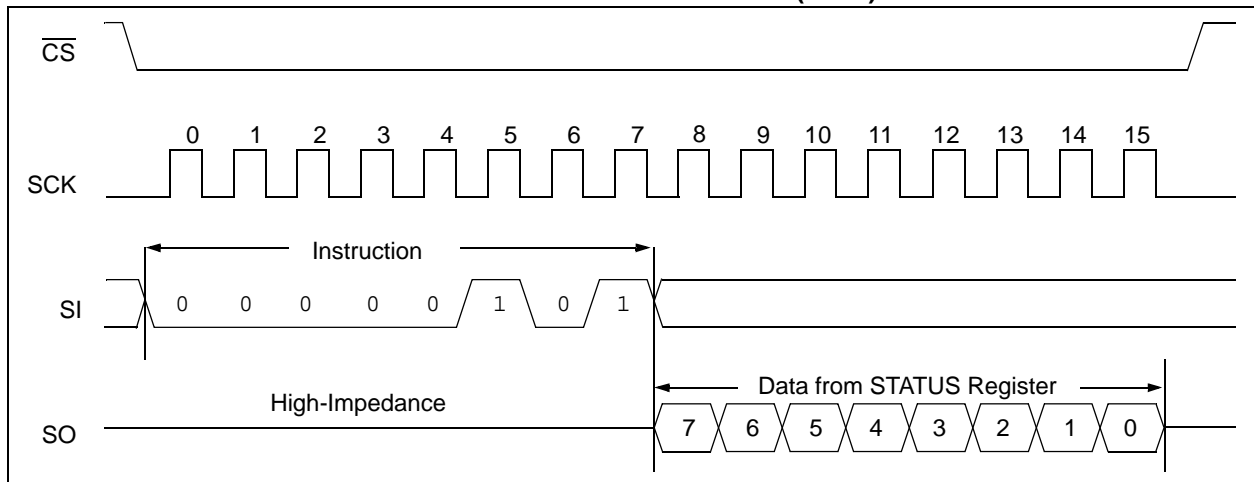 CS
0 1 2 3 4 5 6 7 8 9 10 11 12 13 14 15
SCK
Instruction
SI 0 0 0 0 0 1 0 1
Data from STATUS Register
High-Impedance
SO 7 6 5 4 3 2 1 0